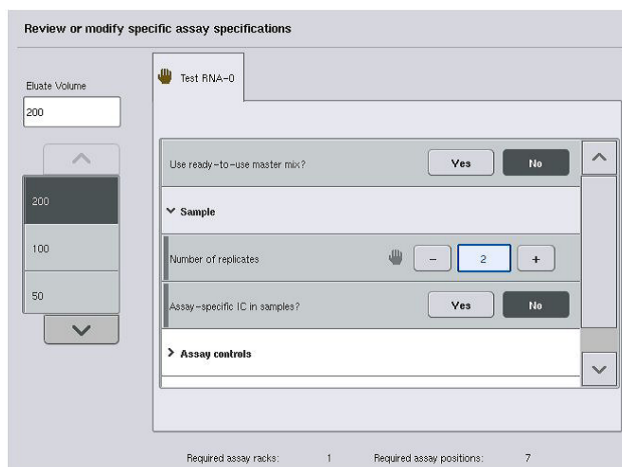 Review or modify specific assay specifications
Eluate Volume
200
200
100
50
Test RNA-0
Use ready-to-use master mix?
Yes
No
Sample
Number of replicates
-
2
+
Assay-specific IC in samples?
Yes
No
Assay controls
Required assay racks: 1 Required assay positions: 7